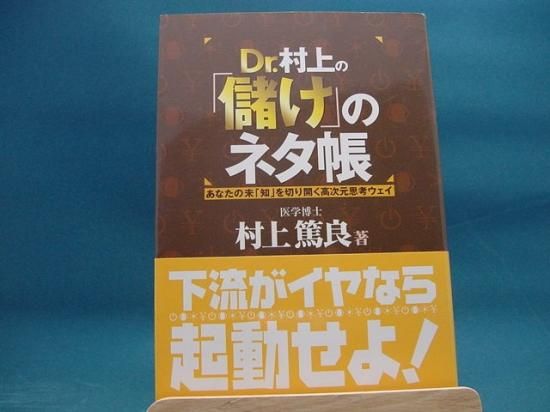 Dr.村上の
「儲け」の
ネタ帳
あなたの未「知」を切り開く高次元思考ウェイ
医学博士
村上篤良著
下流がイヤなら
起動せよ!